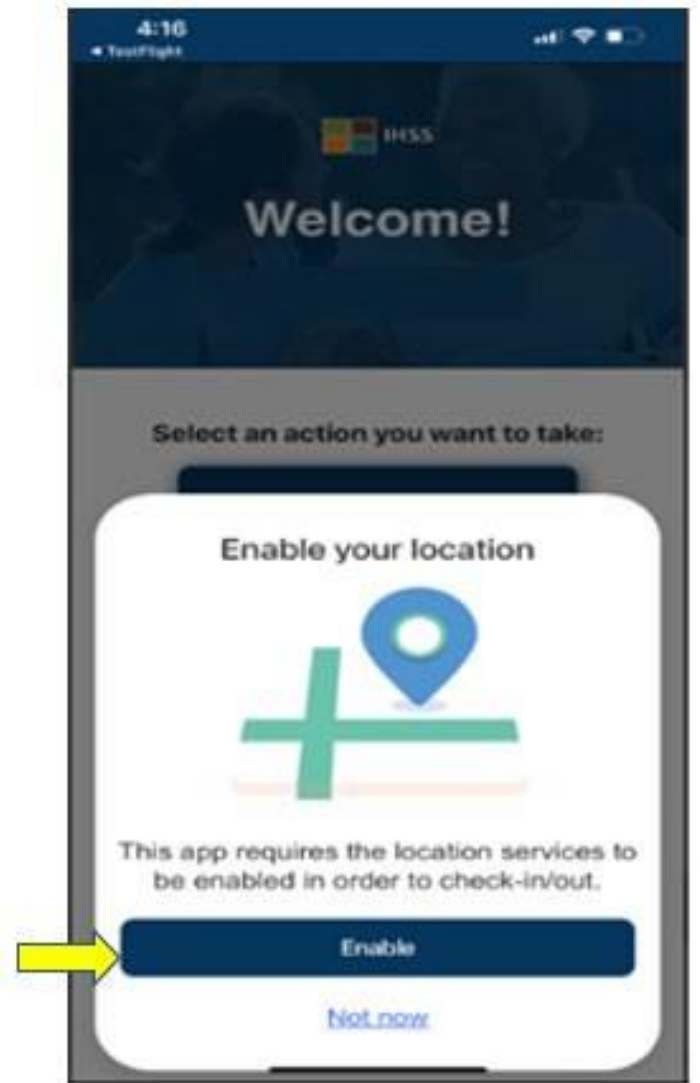 4:16
◂ TestFlight
IHSS
Welcome!
Select an action you want to take:
Enable your location
This app requires the location services to
be enabled in order to check-in/out.
Enable
Not now